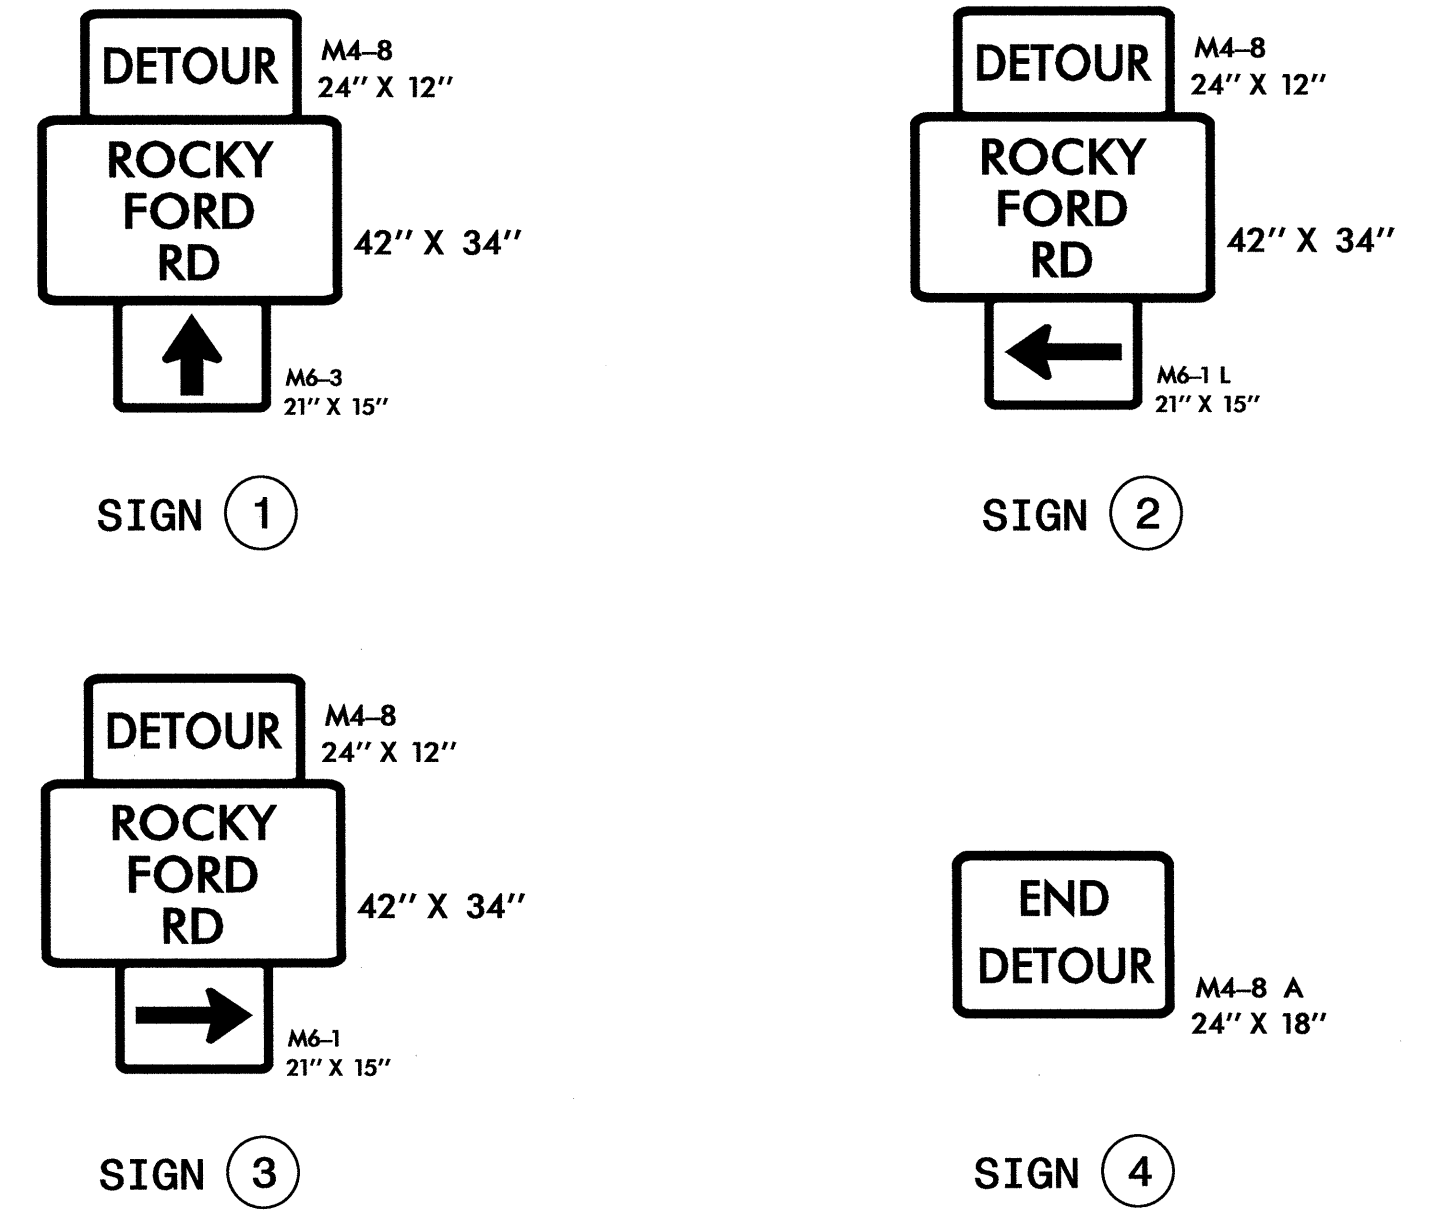 DETOUR
M4–8
24" X 12"
ROCKY
FORD
RD
42" X 34"
M6–3
21" X 15"
SIGN 1
DETOUR
M4–8
24" X 12"
ROCKY
FORD
RD
42" X 34"
M6–1 L
21" X 15"
SIGN 2
DETOUR
M4–8
24" X 12"
ROCKY
FORD
RD
42" X 34"
M6–1
21" X 15"
SIGN 3
END
DETOUR
M4–8 A
24" X 18"
SIGN 4